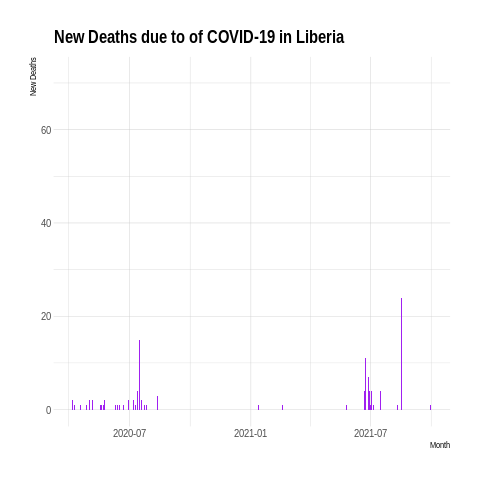 New Deaths due to of COVID-19 in Liberia
New Deaths
60
40
20
0
2020-07
2021-01
2021-07
Month